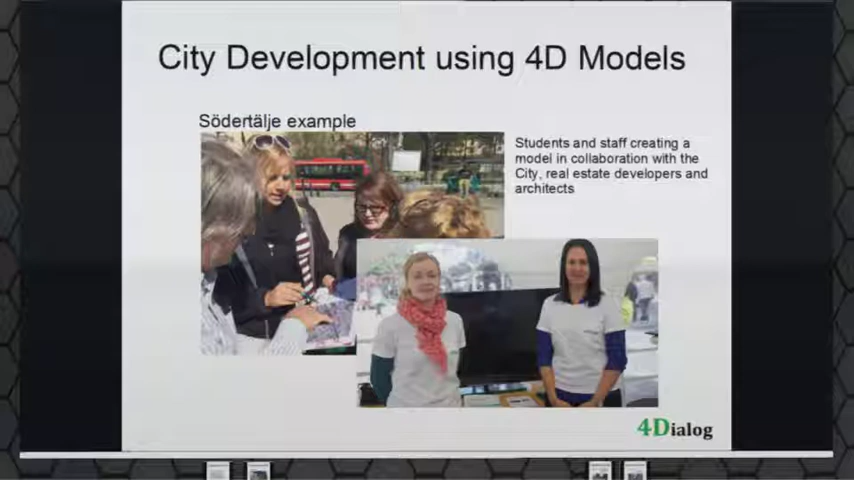 City Development using 4D Models
Södertälje example
Students and staff creating a
model in collaboration with the
City, real estate developers and
architects
4Dialog